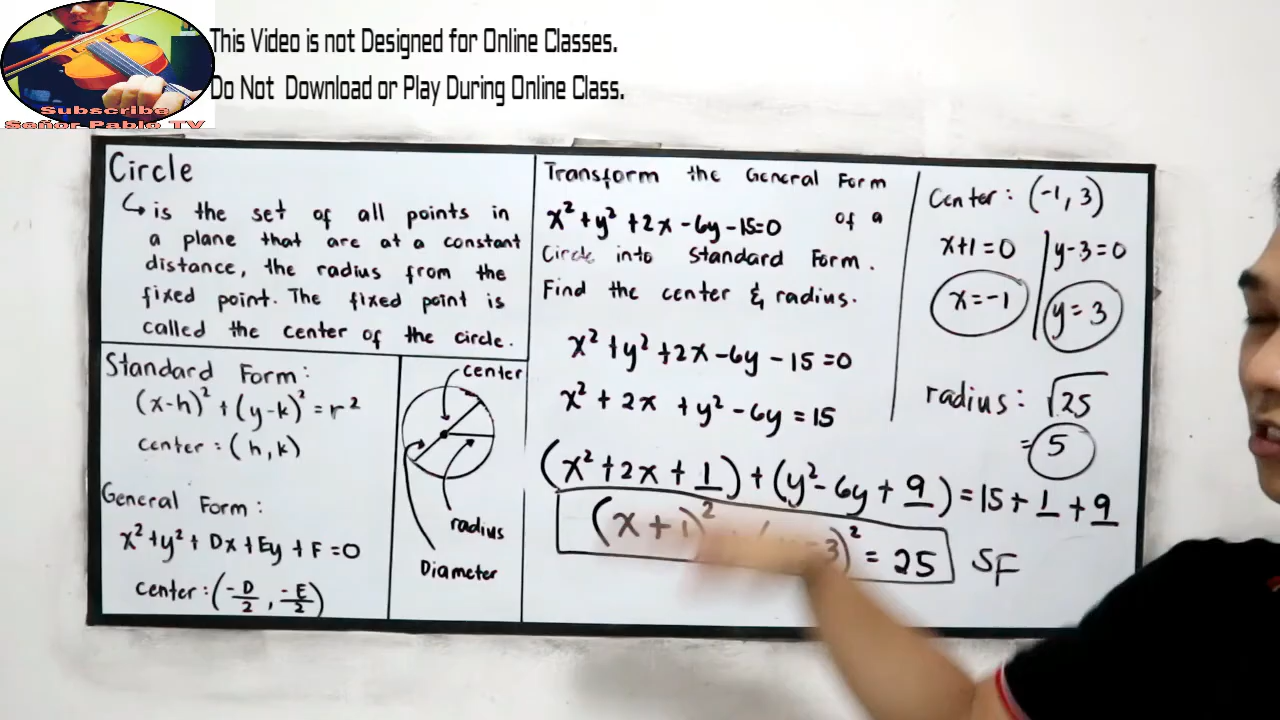 This Video is not Designed for Online Classes.
Do Not Download or Play During Online Class.
Subscribe
Señor Pablo TV
Circle
↳ is the set of all points in
a plane that are at a constant
distance, the radius from the
fixed point. The fixed point is
called the center of the circle.
Standard Form:
(x-h)² + (y-k)² = r²
center: (h, k)
General Form:
x² + y² + Dx + Ey + F = 0
center: (-D/2, -E/2)
center
radius
Diameter
Transform the General Form
x² + y² + 2x - 6y - 15 = 0 of a
Circle into Standard Form.
Find the center & radius.
x² + y² + 2x - 6y - 15 = 0
x² + 2x + y² - 6y = 15
(x² + 2x + 1) + (y² - 6y + 9) = 15 + 1 + 9
(x + 1)² 3)² = 25 SF
Center: (-1, 3)
x+1=0 y-3=0
x=-1 y=3
radius: √25
= 5